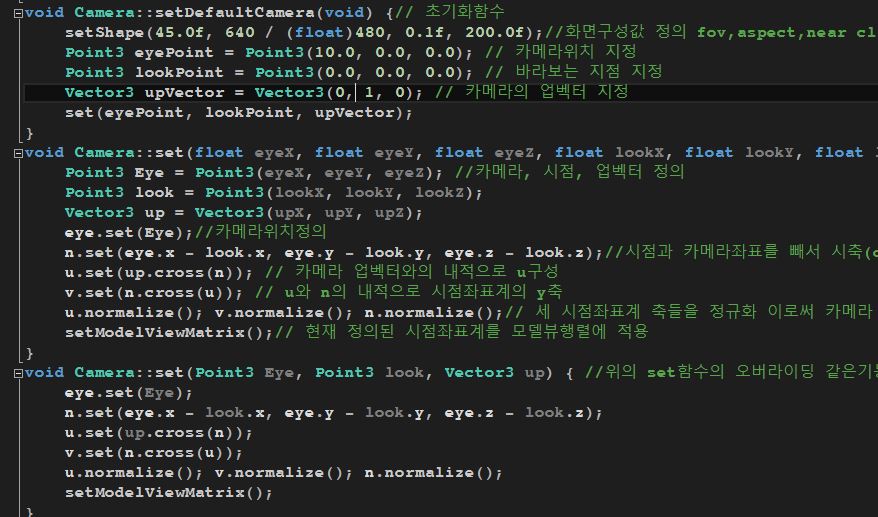 void Camera::setDefaultCamera(void) {// 초기화함수
setShape(45.0f, 640 / (float)480, 0.1f, 200.0f);//화면구성값 정의 fov,aspect,near cl
Point3 eyePoint = Point3(10.0, 0.0, 0.0); // 카메라위치 지정
Point3 lookPoint = Point3(0.0, 0.0, 0.0); // 바라보는 지점 지정
Vector3 upVector = Vector3(0, 1, 0); // 카메라의 업벡터 지정
set(eyePoint, lookPoint, upVector);
}
void Camera::set(float eyeX, float eyeY, float eyeZ, float lookX, float lookY, float
Point3 Eye = Point3(eyeX, eyeY, eyeZ); //카메라, 시점, 업벡터 정의
Point3 look = Point3(lookX, lookY, lookZ);
Vector3 up = Vector3(upX, upY, upZ);
eye.set(Eye);//카메라위치정의
n.set(eye.x - look.x, eye.y - look.y, eye.z - look.z);//시점과 카메라좌표를 빼서 시축(
u.set(up.cross(n)); // 카메라 업벡터와의 내적으로 u구성
v.set(n.cross(u)); // u와 n의 내적으로 시점좌표계의 y축
u.normalize(); v.normalize(); n.normalize();// 세 시점좌표계 축들을 정규화 이로써 카메라
setModelViewMatrix();// 현재 정의된 시점좌표계를 모델뷰행렬에 적용
}
void Camera::set(Point3 Eye, Point3 look, Vector3 up) { //위의 set함수의 오버라이딩 같은기능
eye.set(Eye);
n.set(eye.x - look.x, eye.y - look.y, eye.z - look.z);
u.set(up.cross(n));
v.set(n.cross(u));
u.normalize(); v.normalize(); n.normalize();
setModelViewMatrix();
}